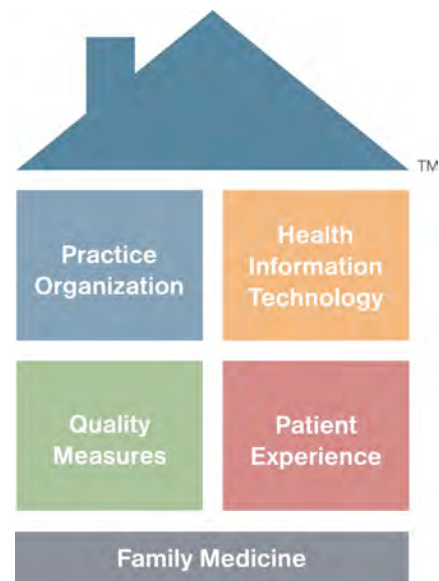 TM
Practice
Organization
Health
Information
Technology
Quality
Measures
Patient
Experience
Family Medicine